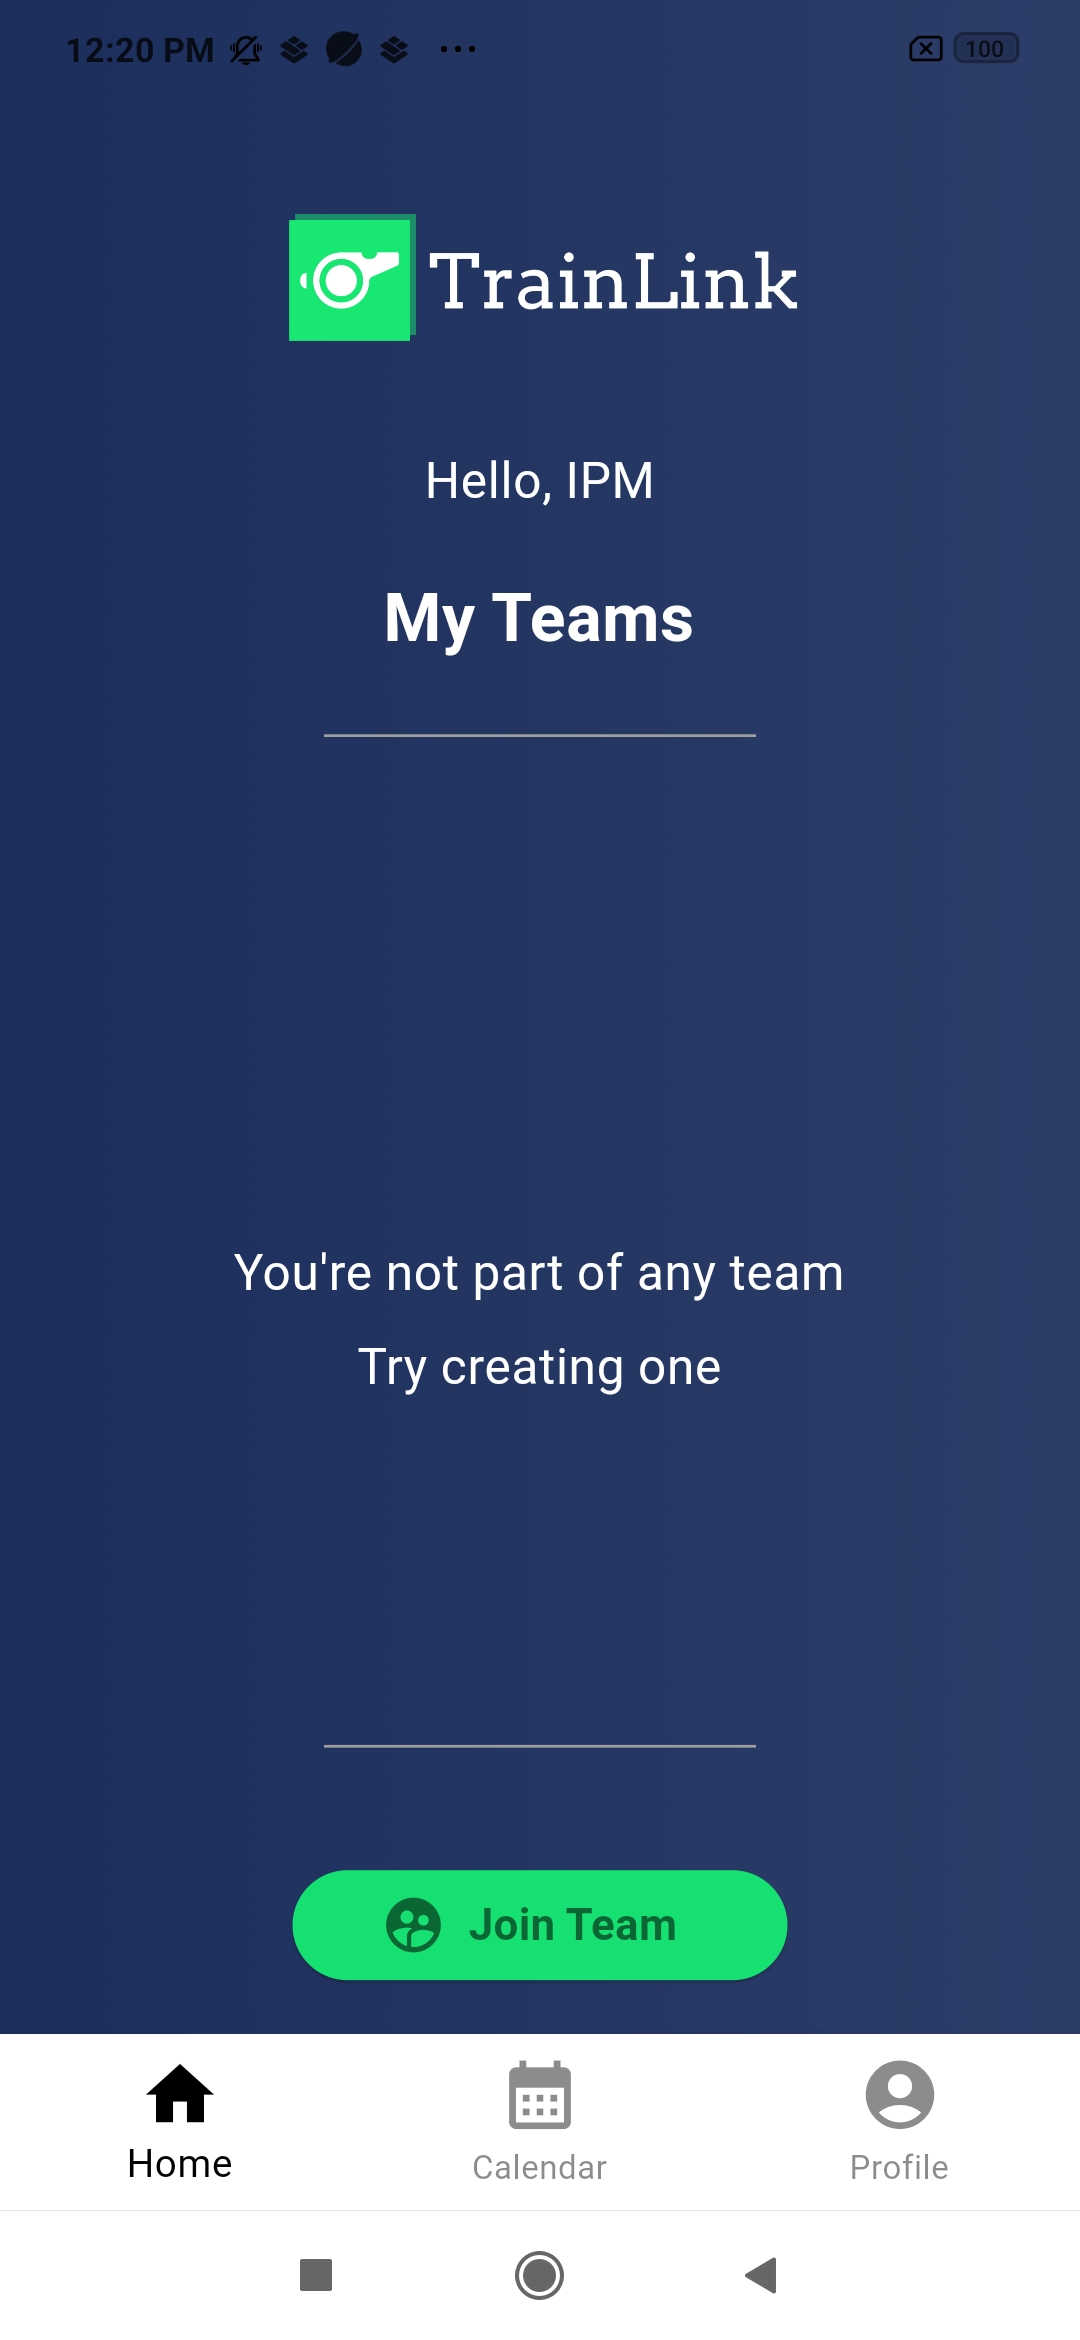 12:20 PM
100
TrainLink
Hello, IPM
My Teams
You're not part of any team
Try creating one
Join Team
Home
Calendar
Profile